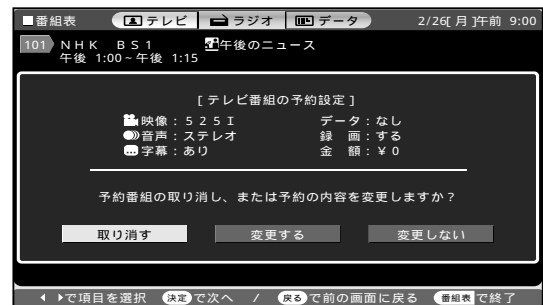 ■番組表 テレビ ラジオ データ 2/26[月]午前 9:00
101 NHK BS1 午後のニュース
午後 1:00~午後 1:15
[テレビ番組の予約設定]
映像:525I データ:なし
音声:ステレオ 録 画:する
字幕:あり 金 額:¥0
予約番組の取り消し、または予約の内容を変更しますか?
取り消す 変更する 変更しない
で項目を選択 決定で次へ / 戻るで前の画面に戻る 番組表で終了